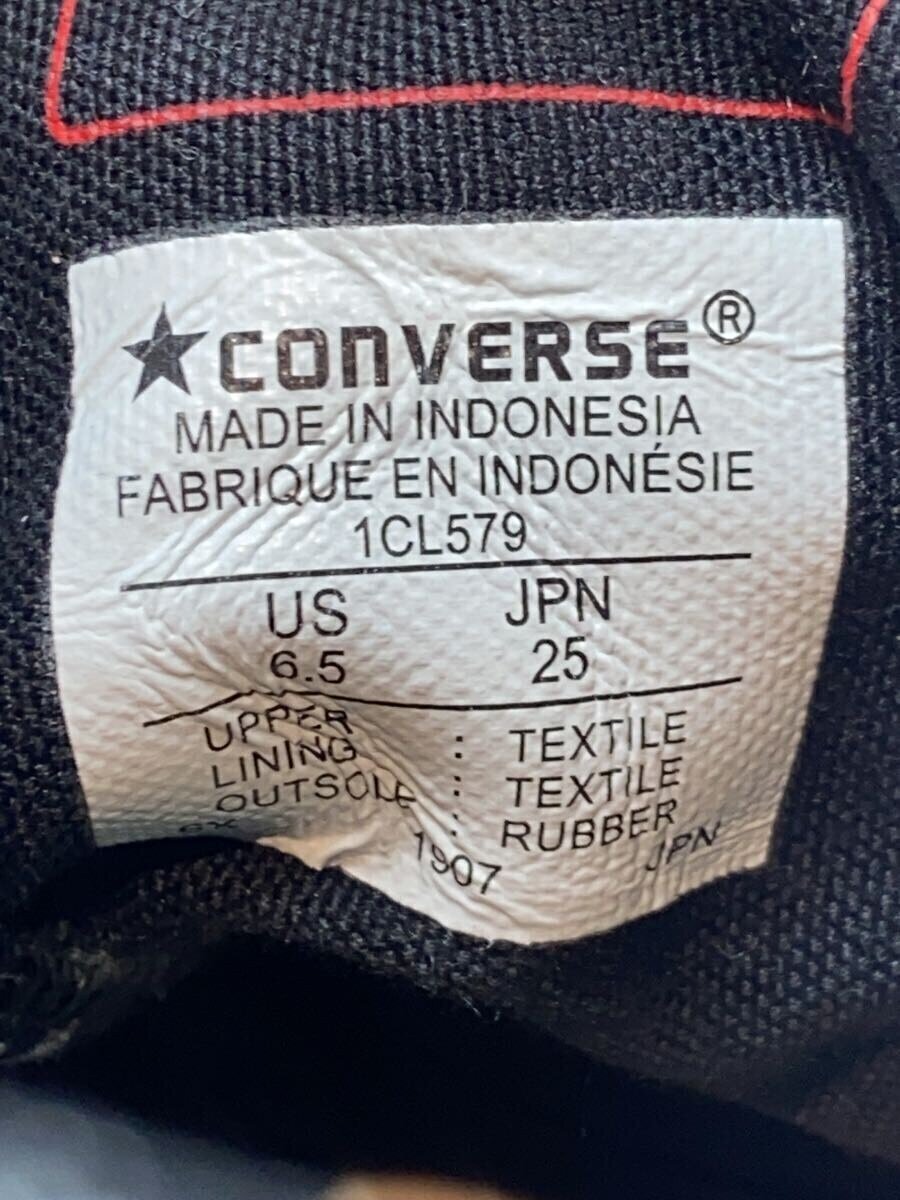 ★CONVERSE®
MADE IN INDONESIA
FABRIQUE EN INDONÉSIE
1CL579
US JPN
6.5 25
UPPER : TEXTILE
LINING : TEXTILE
OUTSOLE : RUBBER
1907 JPN